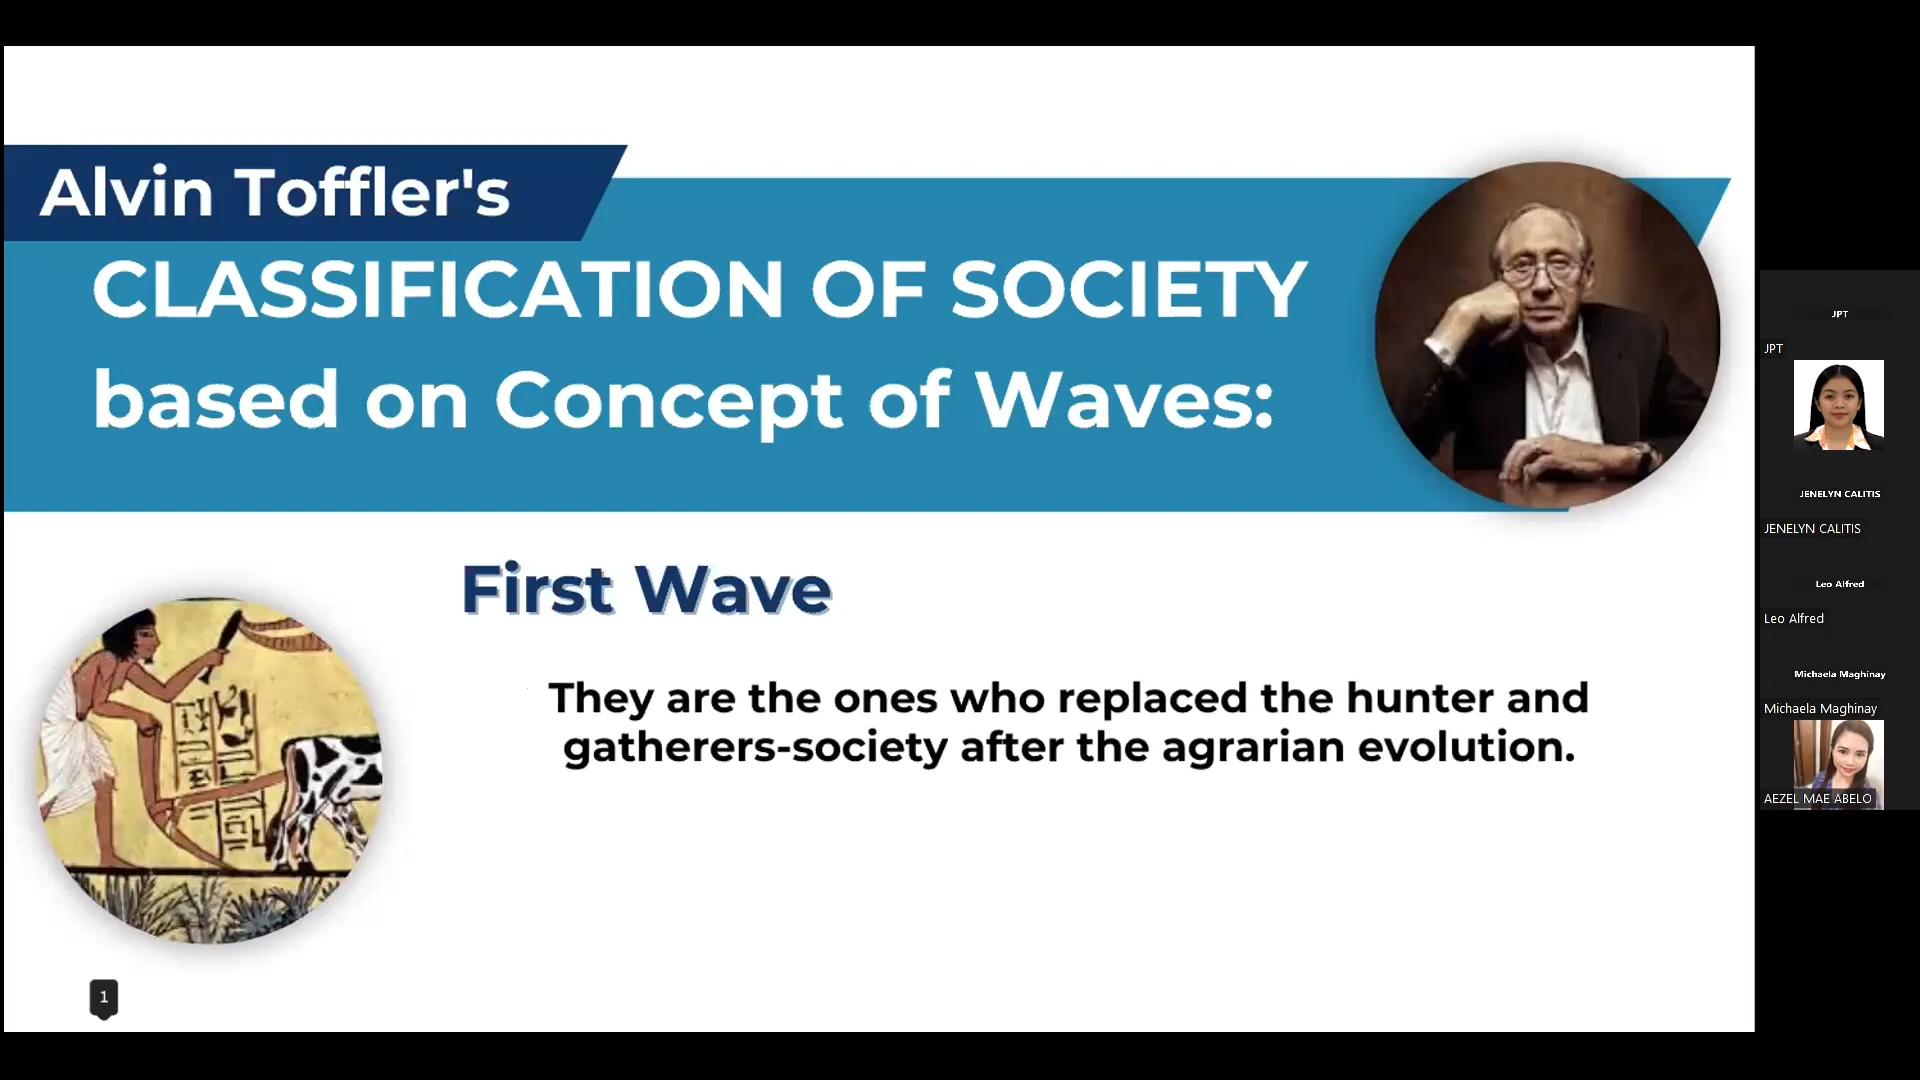 Alvin Toffler's
CLASSIFICATION OF SOCIETY
based on Concept of Waves:
First Wave
They are the ones who replaced the hunter and
gatherers-society after the agrarian evolution.
1
JPT
JPT
JENELYN CALITIS
JENELYN CALITIS
Leo Alfred
Leo Alfred
Michaela Maghinay
Michaela Maghinay
AEZEL MAE ABELO